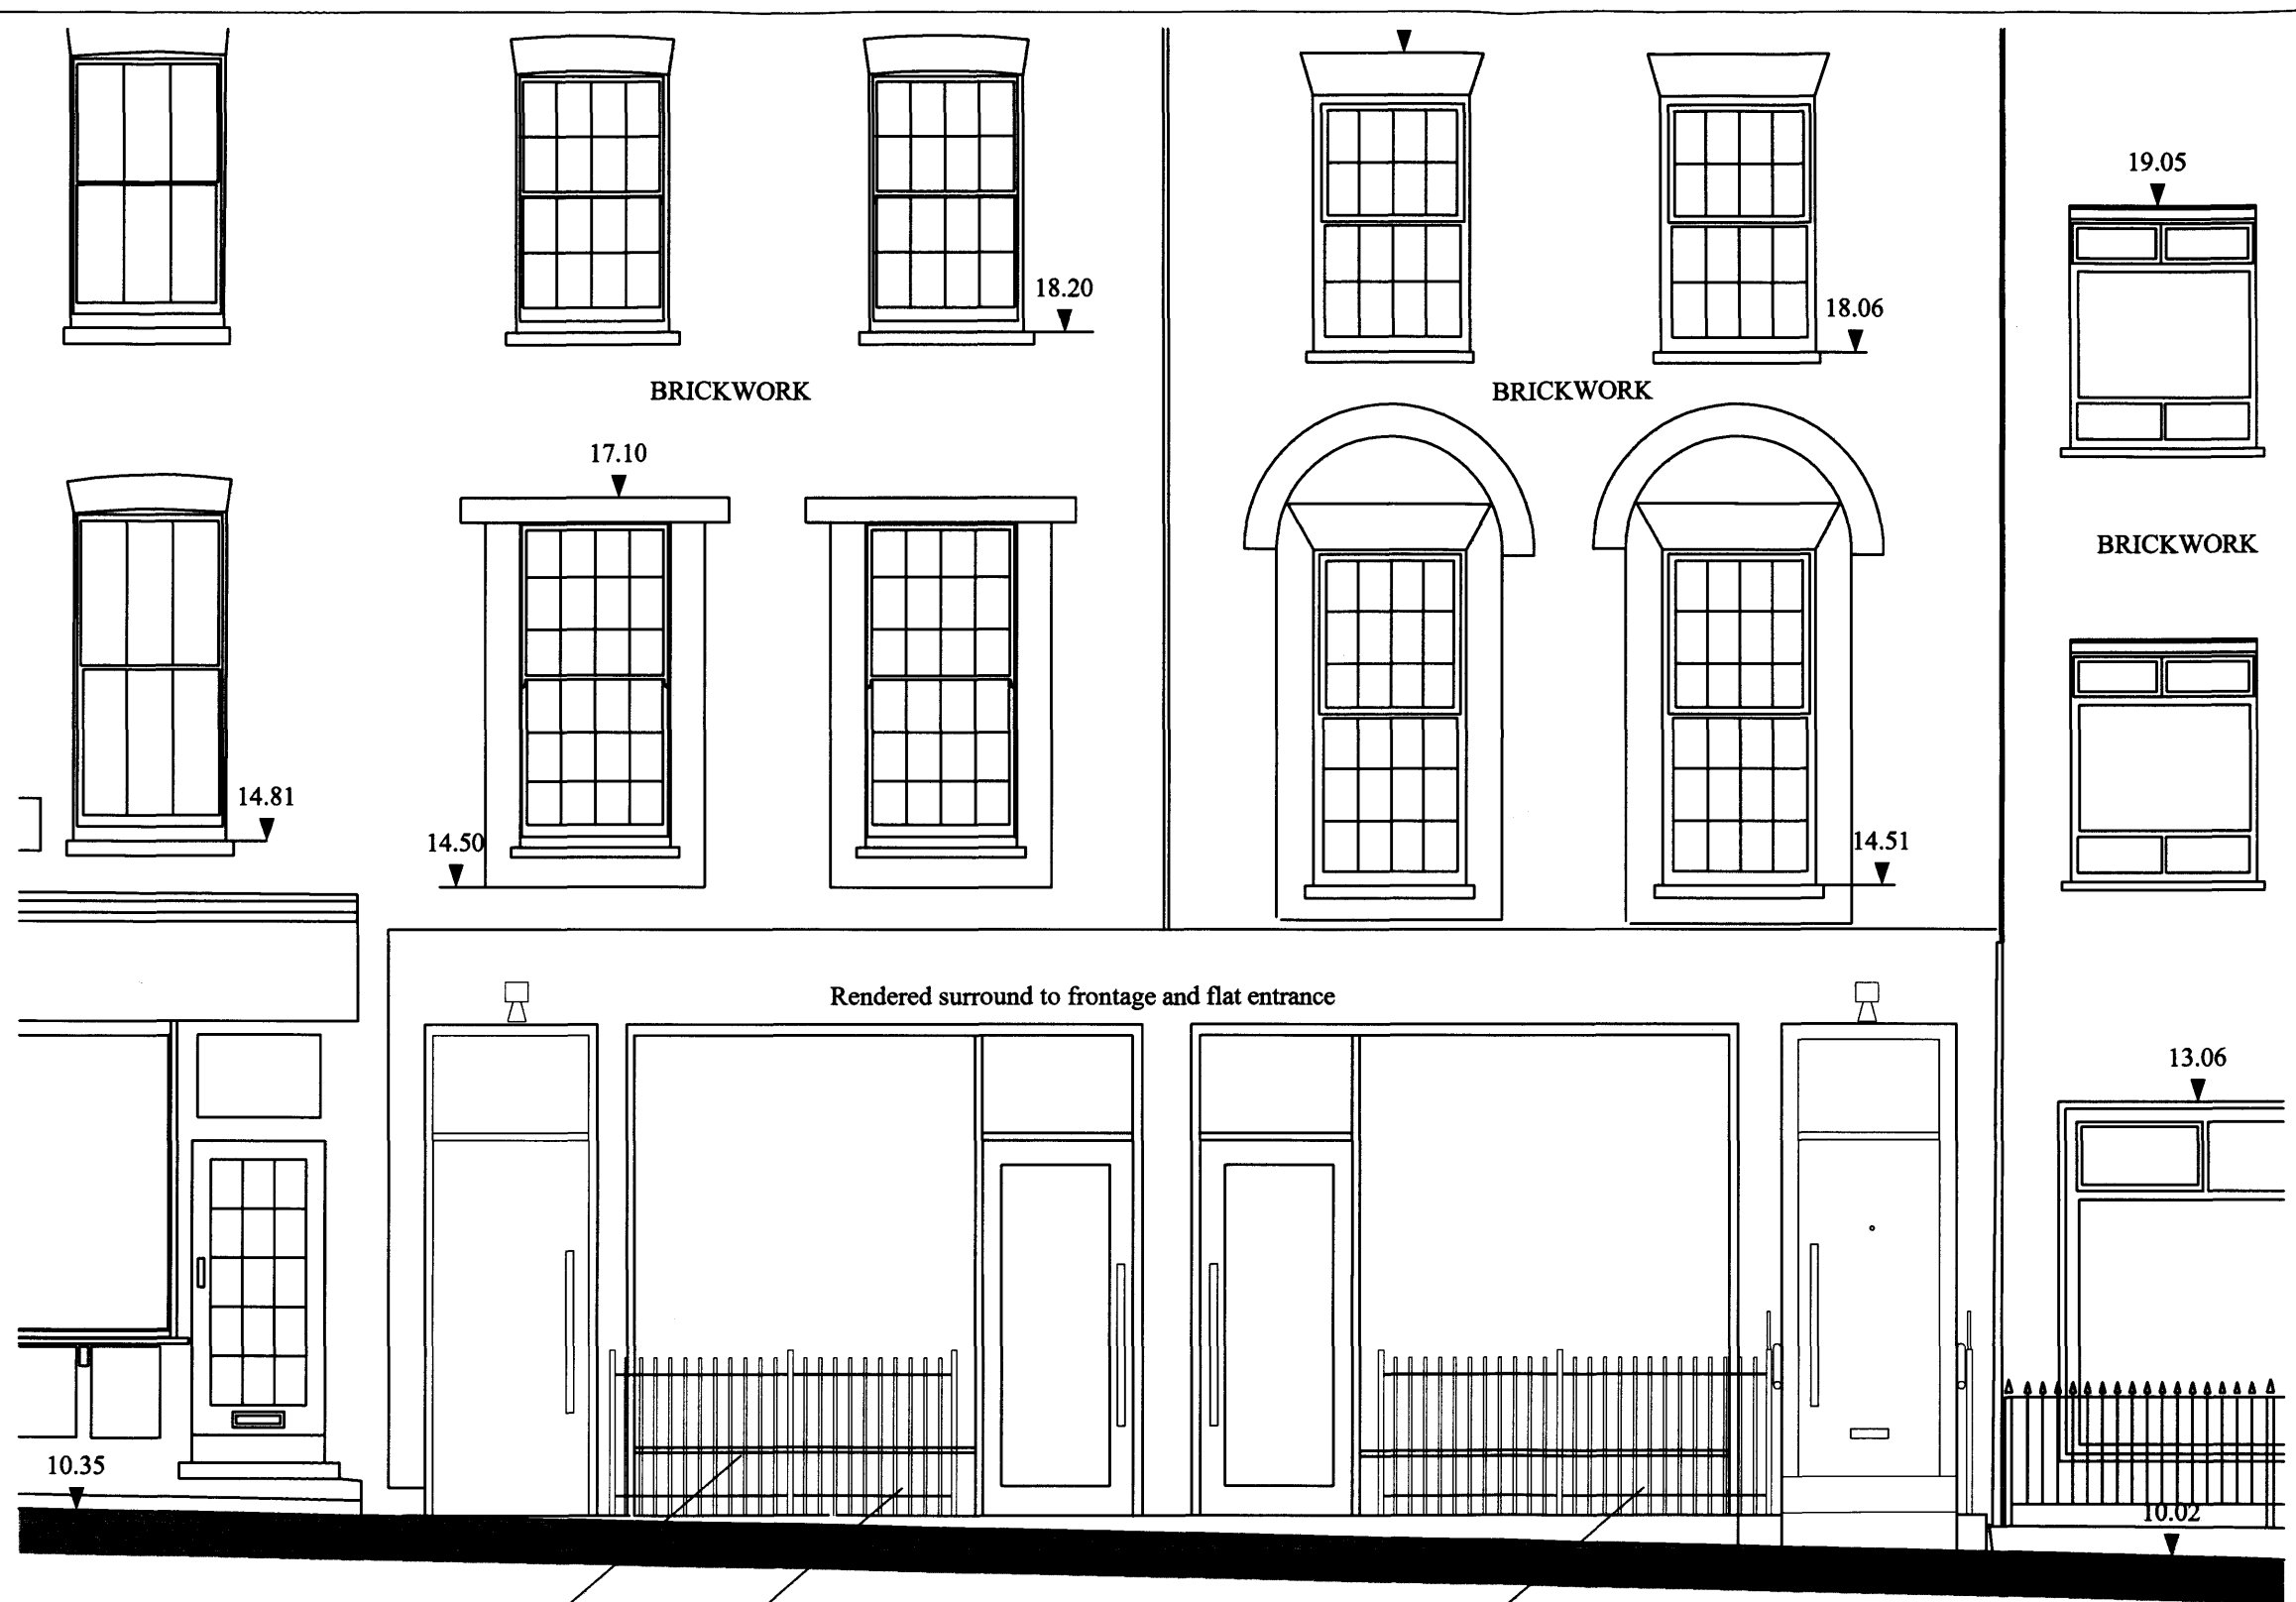 19.05
18.20
18.06
BRICKWORK
BRICKWORK
17.10
BRICKWORK
14.81
14.50
14.51
Rendered surround to frontage and flat entrance
13.06
10.35
10.02